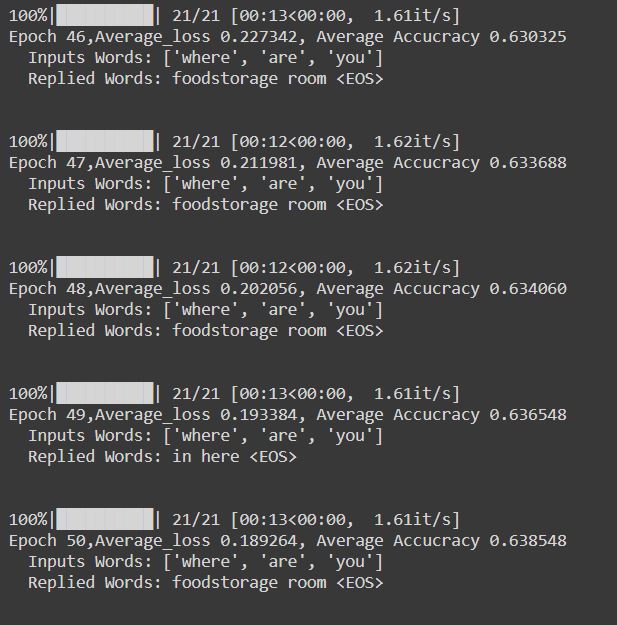 100%|██████████| 21/21 [00:13<00:00,  1.61it/s]
Epoch 46,Average_loss 0.227342, Average Accucracy 0.630325
  Inputs Words: ['where', 'are', 'you']
  Replied Words: foodstorage room <EOS>
100%|██████████| 21/21 [00:12<00:00,  1.62it/s]
Epoch 47,Average_loss 0.211981, Average Accucracy 0.633688
  Inputs Words: ['where', 'are', 'you']
  Replied Words: foodstorage room <EOS>
100%|██████████| 21/21 [00:12<00:00,  1.62it/s]
Epoch 48,Average_loss 0.202056, Average Accucracy 0.634060
  Inputs Words: ['where', 'are', 'you']
  Replied Words: foodstorage room <EOS>
100%|██████████| 21/21 [00:13<00:00,  1.61it/s]
Epoch 49,Average_loss 0.193384, Average Accucracy 0.636548
  Inputs Words: ['where', 'are', 'you']
  Replied Words: in here <EOS>
100%|██████████| 21/21 [00:13<00:00,  1.61it/s]
Epoch 50,Average_loss 0.189264, Average Accucracy 0.638548
  Inputs Words: ['where', 'are', 'you']
  Replied Words: foodstorage room <EOS>